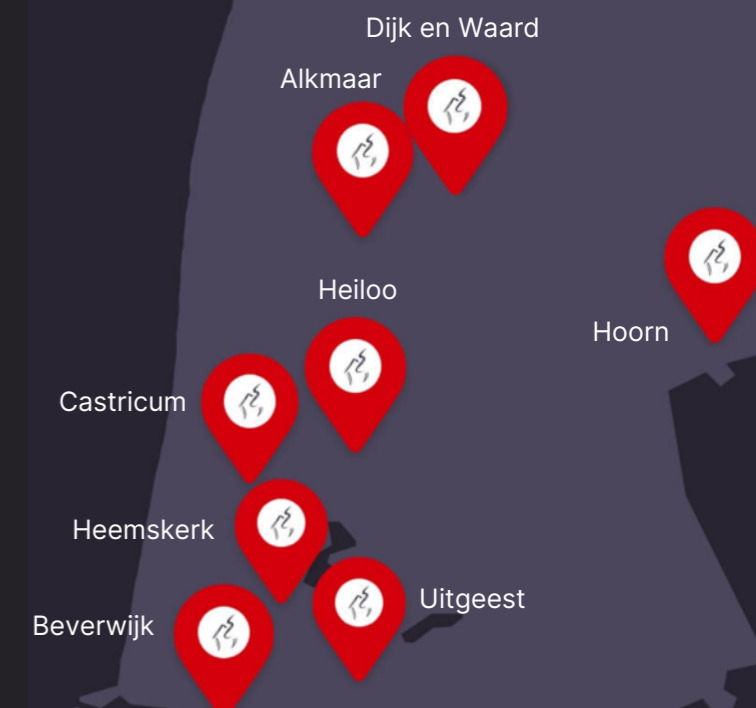 Dijk en Waard
Alkmaar
Heiloo
Hoorn
Castricum
Heemskerk
Uitgeest
Beverwijk